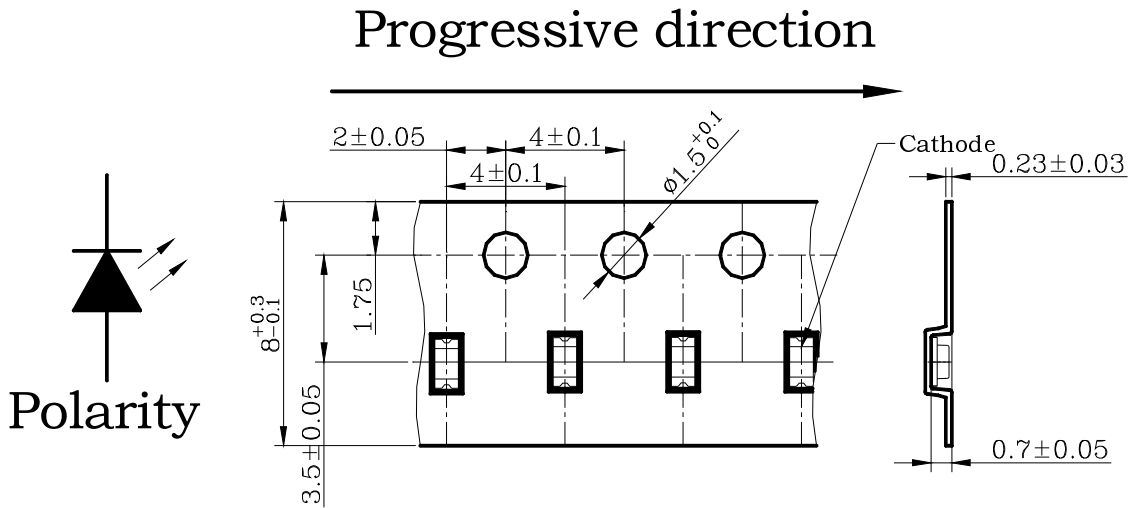 Progressive direction
2±0.05
4±0.1
4±0.1
ø1.5 +0.1 0
Cathode
0.23±0.03
1.75
8 +0.3 -0.1
3.5±0.05
Polarity
0.7±0.05